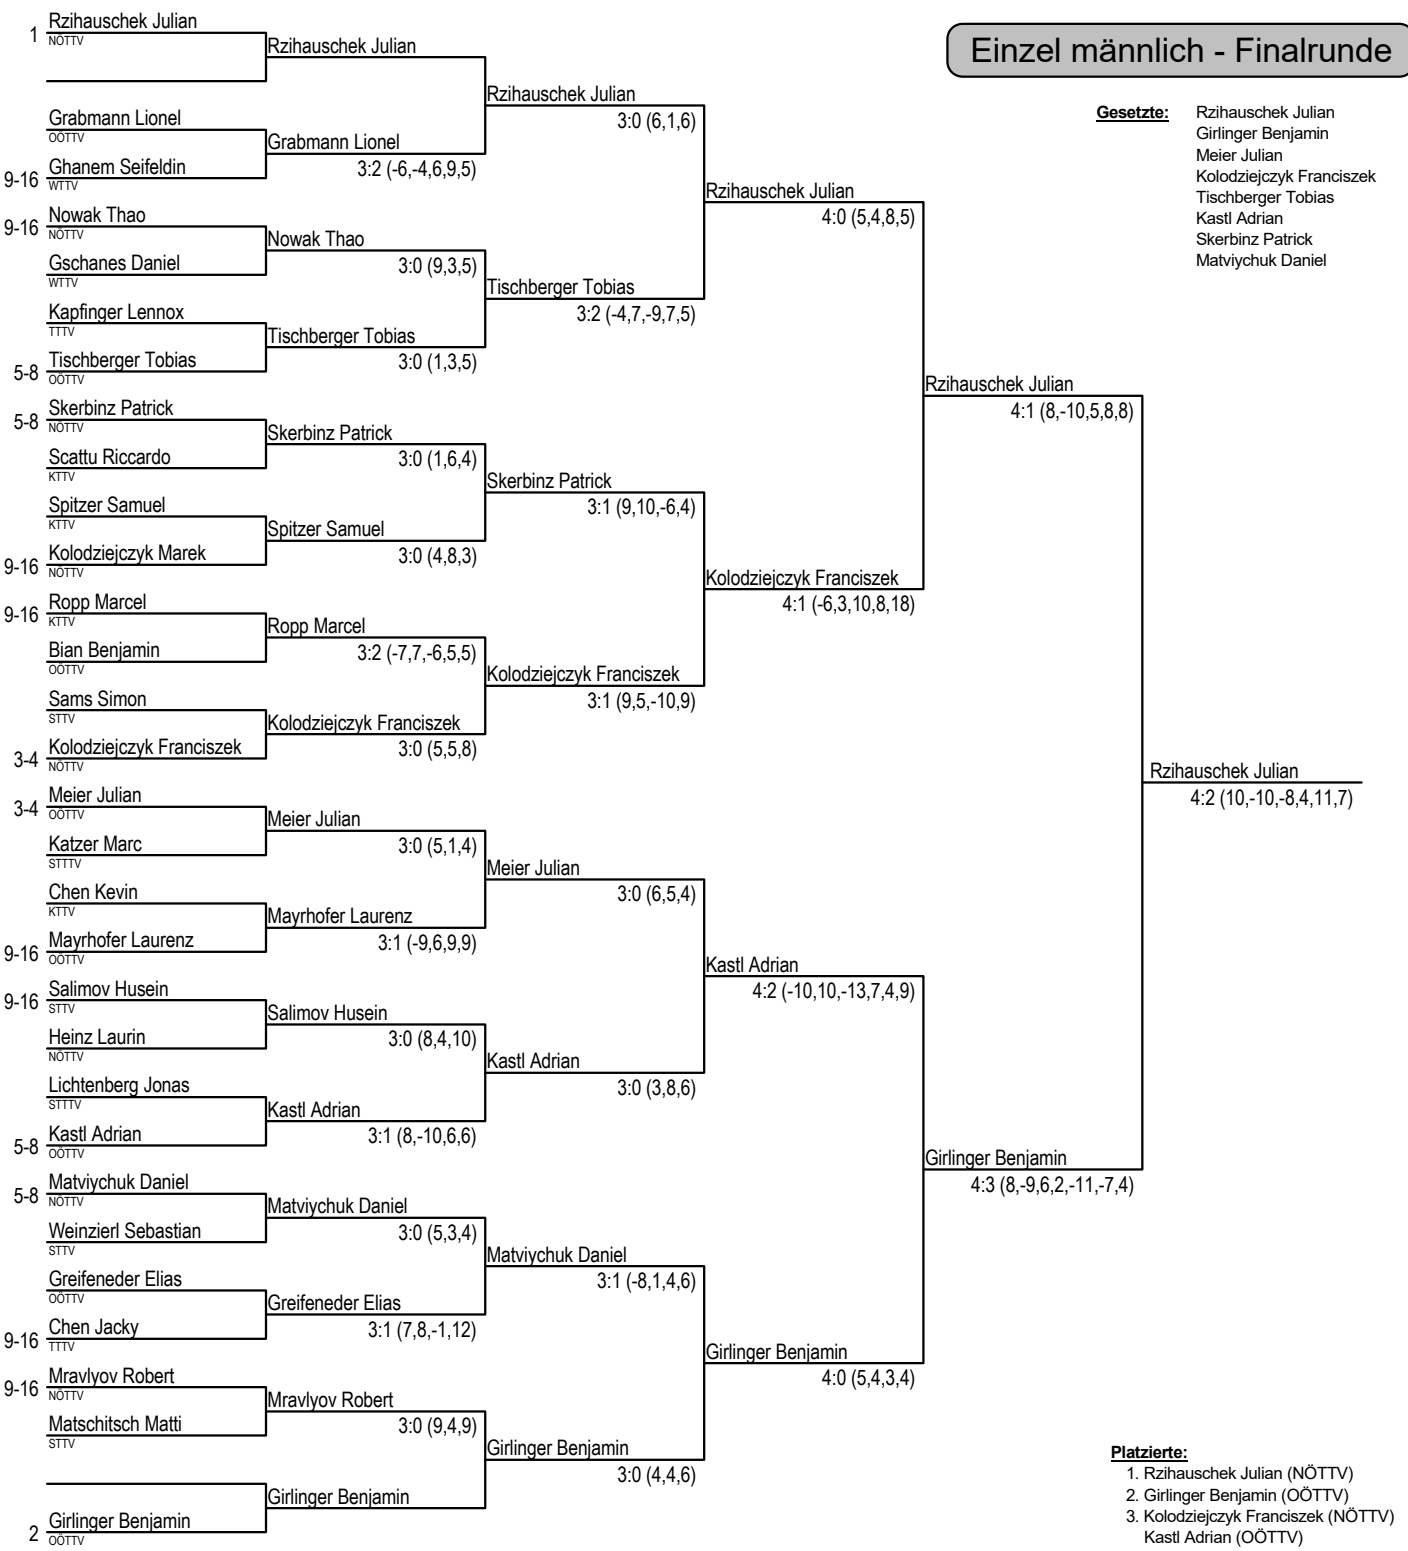 Einzel männlich - Finalrunde
Gesetzte: Rzihauschek Julian
Girlinger Benjamin
Meier Julian
Kolodziejczyk Franciszek
Tischberger Tobias
Kastl Adrian
Skerbinz Patrick
Matviychuk Daniel
1 Rzihauschek Julian
NÖTTV
Grabmann Lionel
OÖTTV
9-16 Ghanem Seifeldin
WTTV
9-16 Nowak Thao
NÖTTV
Gschanes Daniel
WTTV
Kapfinger Lennox
TTTV
5-8 Tischberger Tobias
OÖTTV
5-8 Skerbinz Patrick
NÖTTV
Scattu Riccardo
KTTV
Spitzer Samuel
KTTV
9-16 Kolodziejczyk Marek
NÖTTV
9-16 Ropp Marcel
KTTV
Bian Benjamin
OÖTTV
Sams Simon
STTV
3-4 Kolodziejczyk Franciszek
NÖTTV
3-4 Meier Julian
OÖTTV
Katzer Marc
STTTV
Chen Kevin
KTTV
9-16 Mayrhofer Laurenz
OÖTTV
9-16 Salimov Husein
STTV
Heinz Laurin
NÖTTV
Lichtenberg Jonas
STTTV
5-8 Kastl Adrian
OÖTTV
5-8 Matviychuk Daniel
NÖTTV
Weinzierl Sebastian
STTV
Greifeneder Elias
OÖTTV
9-16 Chen Jacky
TTTV
9-16 Mravlyov Robert
NÖTTV
Matschitsch Matti
STTV
2 Girlinger Benjamin
OÖTTV
Rzihauschek Julian
Grabmann Lionel
3:2 (-6,-4,6,9,5)
Nowak Thao
3:0 (9,3,5)
Tischberger Tobias
3:0 (1,3,5)
Skerbinz Patrick
3:0 (1,6,4)
Spitzer Samuel
3:0 (4,8,3)
Ropp Marcel
3:2 (-7,7,-6,5,5)
Kolodziejczyk Franciszek
3:0 (5,5,8)
Meier Julian
3:0 (5,1,4)
Mayrhofer Laurenz
3:1 (-9,6,9,9)
Salimov Husein
3:0 (8,4,10)
Kastl Adrian
3:1 (8,-10,6,6)
Matviychuk Daniel
3:0 (5,3,4)
Greifeneder Elias
3:1 (7,8,-1,12)
Mravlyov Robert
3:0 (9,4,9)
Girlinger Benjamin
Rzihauschek Julian
3:0 (6,1,6)
Tischberger Tobias
3:2 (-4,7,-9,7,5)
Skerbinz Patrick
3:1 (9,10,-6,4)
Kolodziejczyk Franciszek
3:1 (9,5,-10,9)
Meier Julian
3:0 (6,5,4)
Kastl Adrian
3:0 (3,8,6)
Matviychuk Daniel
3:1 (-8,1,4,6)
Girlinger Benjamin
3:0 (4,4,6)
Rzihauschek Julian
4:0 (5,4,8,5)
Kolodziejczyk Franciszek
4:1 (-6,3,10,8,18)
Kastl Adrian
4:2 (-10,10,-13,7,4,9)
Girlinger Benjamin
4:0 (5,4,3,4)
Rzihauschek Julian
4:1 (8,-10,5,8,8)
Girlinger Benjamin
4:3 (8,-9,6,2,-11,-7,4)
Rzihauschek Julian
4:2 (10,-10,-8,4,11,7)
Platzierte:
1. Rzihauschek Julian (NÖTTV)
2. Girlinger Benjamin (OÖTTV)
3. Kolodziejczyk Franciszek (NÖTTV)
Kastl Adrian (OÖTTV)